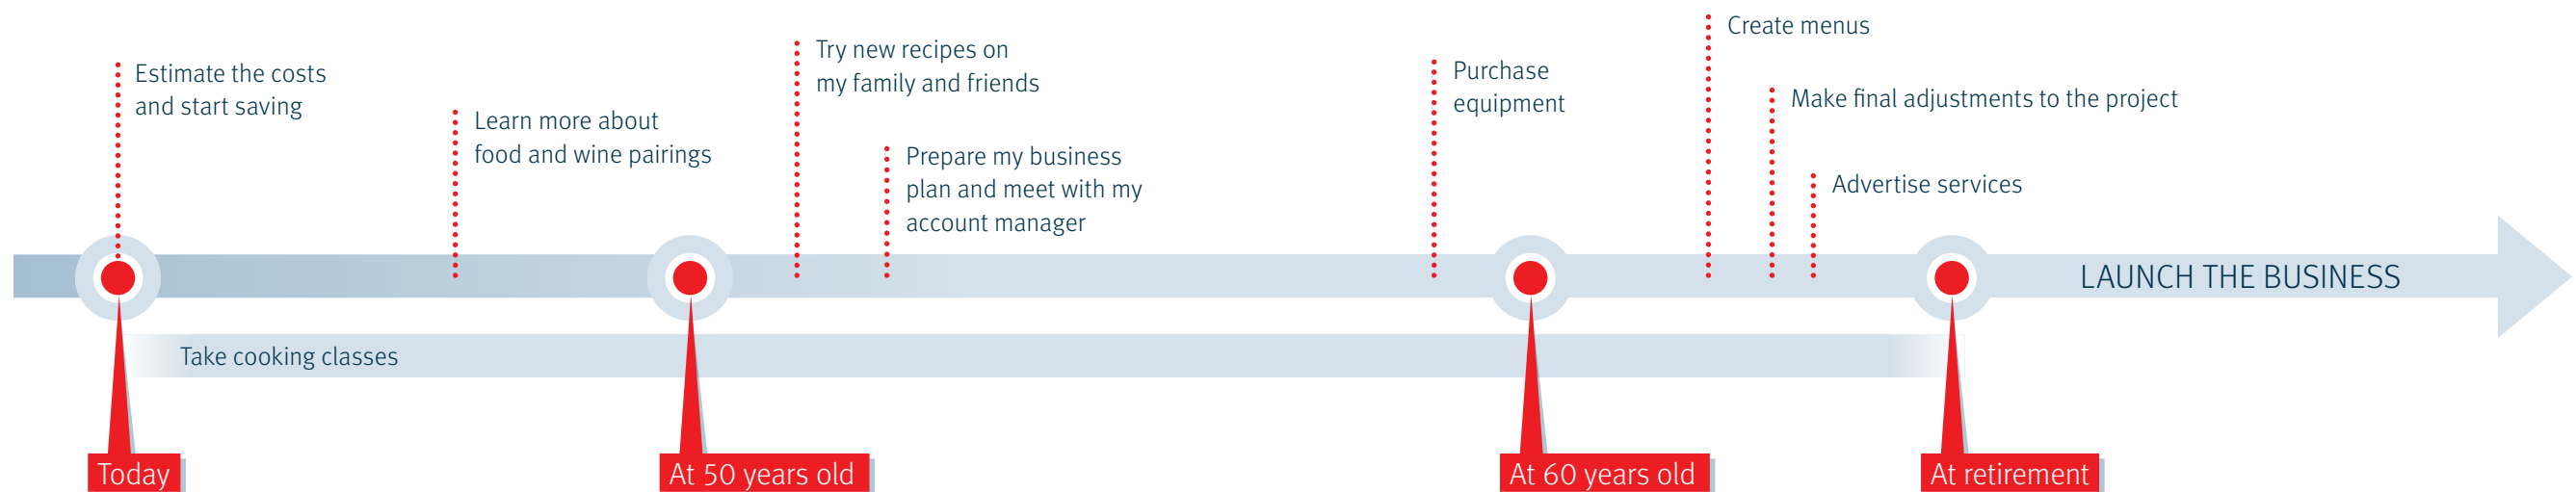 Estimate the costs
and start saving
Learn more about
food and wine pairings
Try new recipes on
my family and friends
Prepare my business
plan and meet with my
account manager
Purchase
equipment
Create menus
Make final adjustments to the project
Advertise services
LAUNCH THE BUSINESS
Take cooking classes
Today
At 50 years old
At 60 years old
At retirement